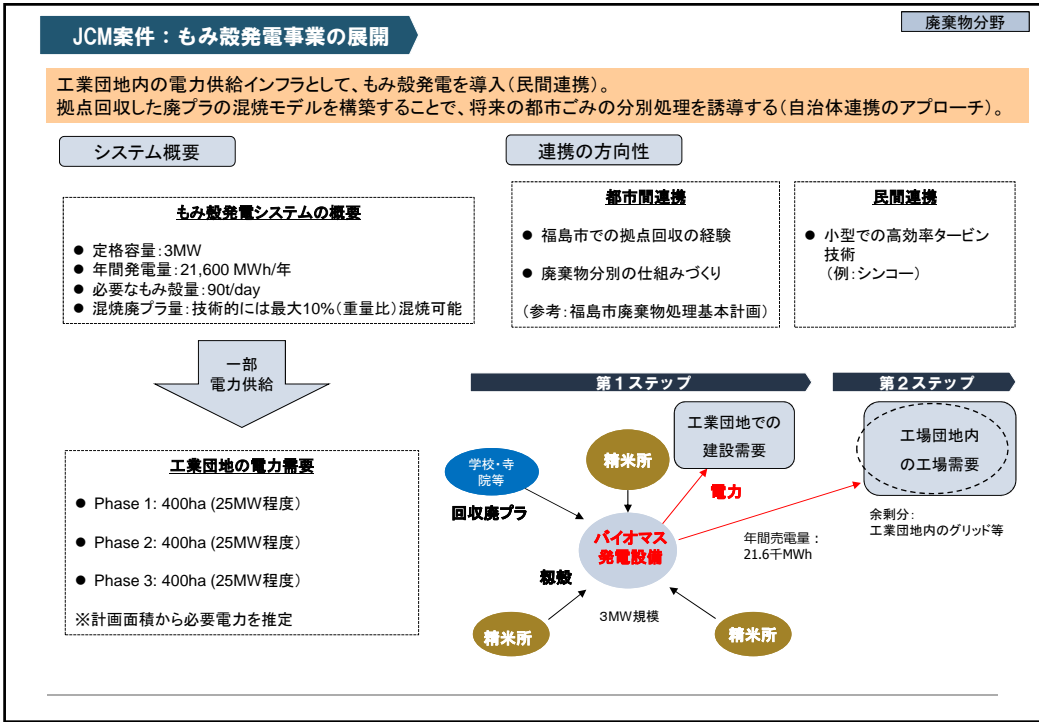 JCM案件：もみ殻発電事業の展開
廃棄物分野
工業団地内の電力供給インフラとして、もみ殻発電を導入（民間連携）。
拠点回収した廃プラの混焼モデルを構築することで、将来の都市ごみの分別処理を誘導する（自治体連携のアプローチ）。
システム概要
もみ殻発電システムの概要
● 定格容量：3MW
● 年間発電量：21,600 MWh/年
● 必要なもみ殻量：90t/day
● 混焼廃プラ量：技術的には最大10%（重量比）混焼可能
一部
電力供給
工業団地の電力需要
● Phase 1: 400ha (25MW程度）
● Phase 2: 400ha (25MW程度）
● Phase 3: 400ha (25MW程度）
※計画面積から必要電力を推定
連携の方向性
都市間連携
● 福島市での拠点回収の経験
● 廃棄物分別の仕組みづくり
（参考：福島市廃棄物処理基本計画）
民間連携
● 小型での高効率タービン
技術
（例：シンコー）
第１ステップ
第２ステップ
工業団地での
建設需要
工場団地内
の工場需要
学校・寺
院等
精米所
回収廃プラ
電力
バイオマス
発電設備
年間売電量：
21.6千MWh
余剰分：
工業団地内のグリッド等
籾殻
3MW規模
精米所
精米所